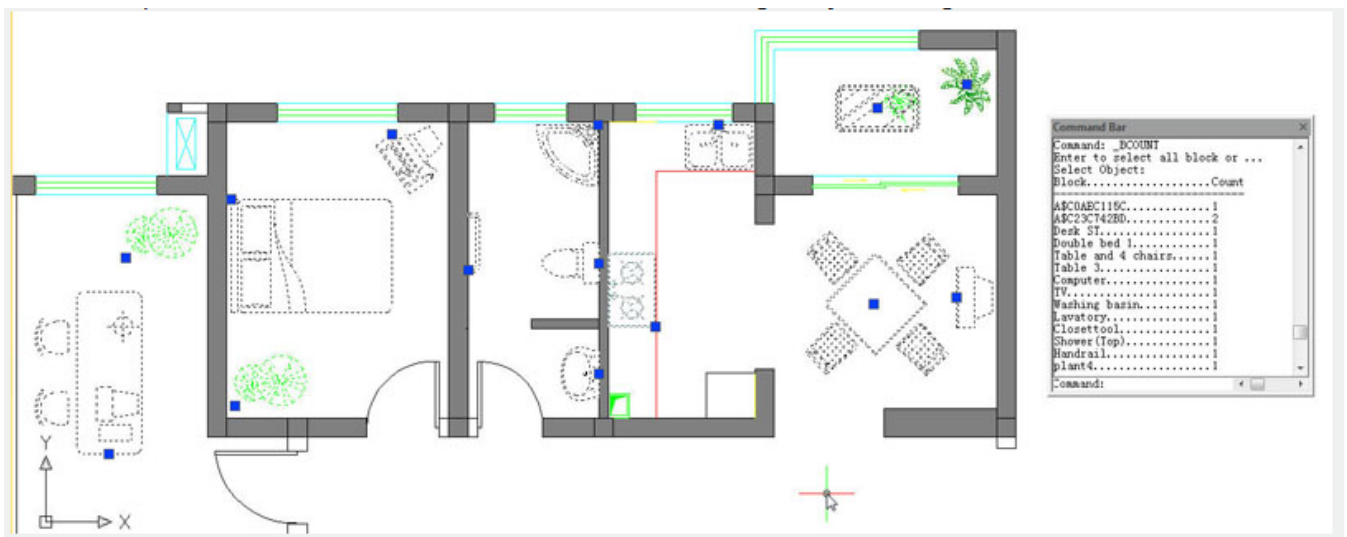 Command Bar
Command: _BCOUNT
Enter to select all block or ...
Select Object:
Block..................Count
------------------------------
A$C0AEC115C.............1
A$C23C742BD.............2
Desk ST.................1
Double bed 1............1
Table and 4 chairs......1
Table 3.................1
Computer................1
TV......................1
Washing basin...........1
Lavatory................1
Closettool..............1
Shower(Top).............1
Handrail................1
plant4..................1
Command:
Y
X